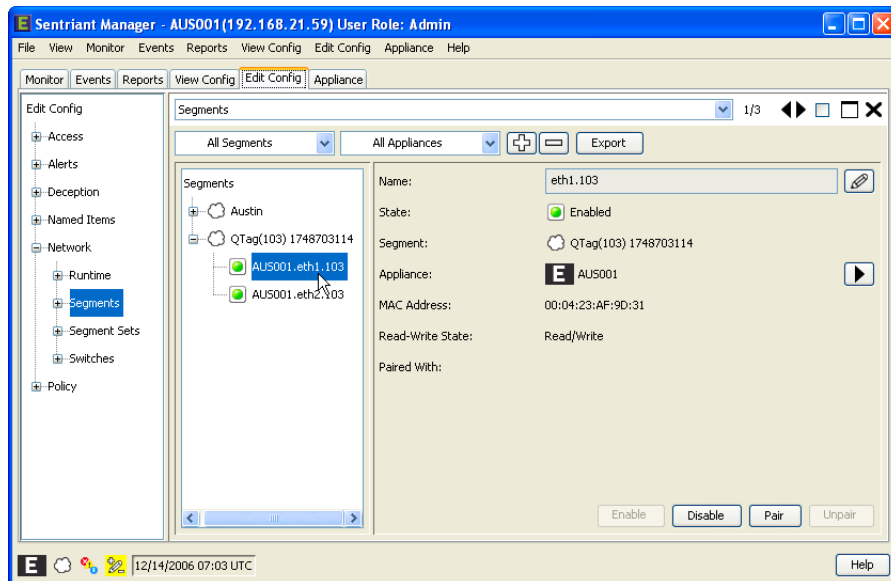 E Sentriant Manager - AUS001(192.168.21.59) User Role: Admin
File View Monitor Events Reports View Config Edit Config Appliance Help
Monitor Events Reports View Config Edit Config Appliance
Edit Config
Access
Alerts
Deception
Named Items
Network
Runtime
Segments
Segment Sets
Switches
Policy
Segments 1/3
All Segments All Appliances Export
Segments
Austin
QTag(103) 1748703114
AUS001.eth1.103
AUS001.eth2.103
Name: eth1.103
State: Enabled
Segment: QTag(103) 1748703114
Appliance: E AUS001
MAC Address: 00:04:23:AF:9D:31
Read-Write State: Read/Write
Paired With:
Enable Disable Pair Unpair
E 12/14/2006 07:03 UTC Help